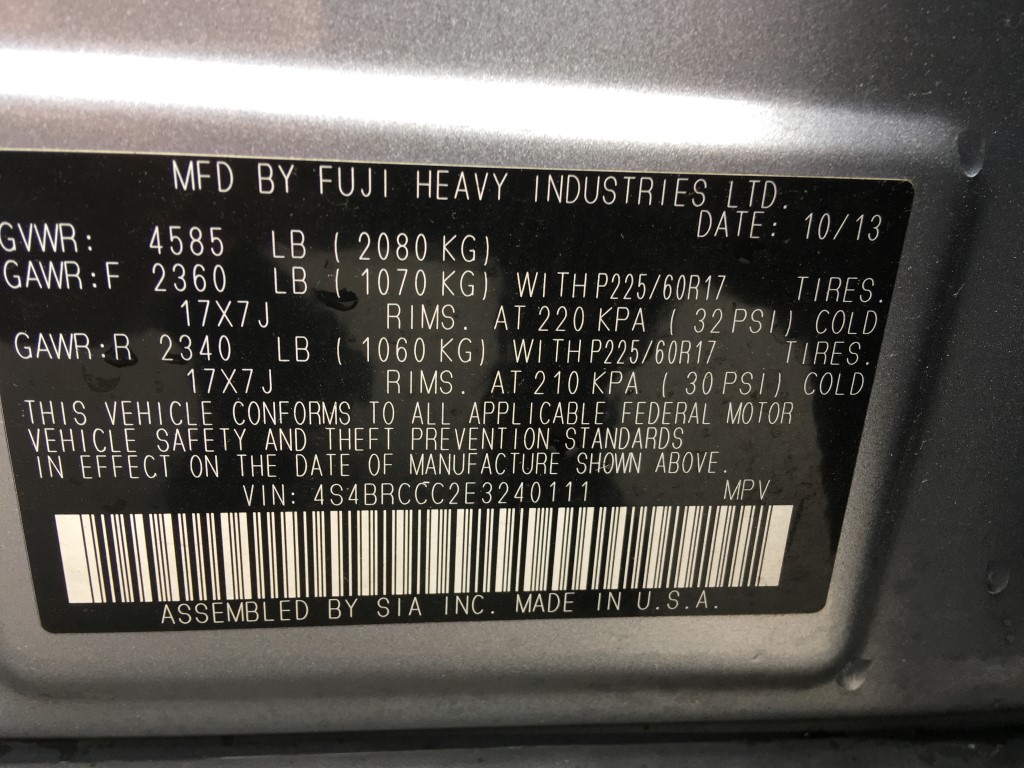 MFD BY FUJI HEAVY INDUSTRIES LTD.
DATE: 10/13
GVWR: 4585 LB ( 2080 KG)
GAWR:F 2360 LB ( 1070 KG) WITH P225/60R17 TIRES.
17X7J RIMS. AT 220 KPA ( 32 PSI) COLD
GAWR:R 2340 LB ( 1060 KG) WITH P225/60R17 TIRES.
17X7J RIMS. AT 210 KPA ( 30 PSI) COLD
THIS VEHICLE CONFORMS TO ALL APPLICABLE FEDERAL MOTOR
VEHICLE SAFETY AND THEFT PREVENTION STANDARDS
IN EFFECT ON THE DATE OF MANUFACTURE SHOWN ABOVE.
VIN: 4S4BRCCC2E3240111 MPV
ASSEMBLED BY SIA INC. MADE IN U.S.A.